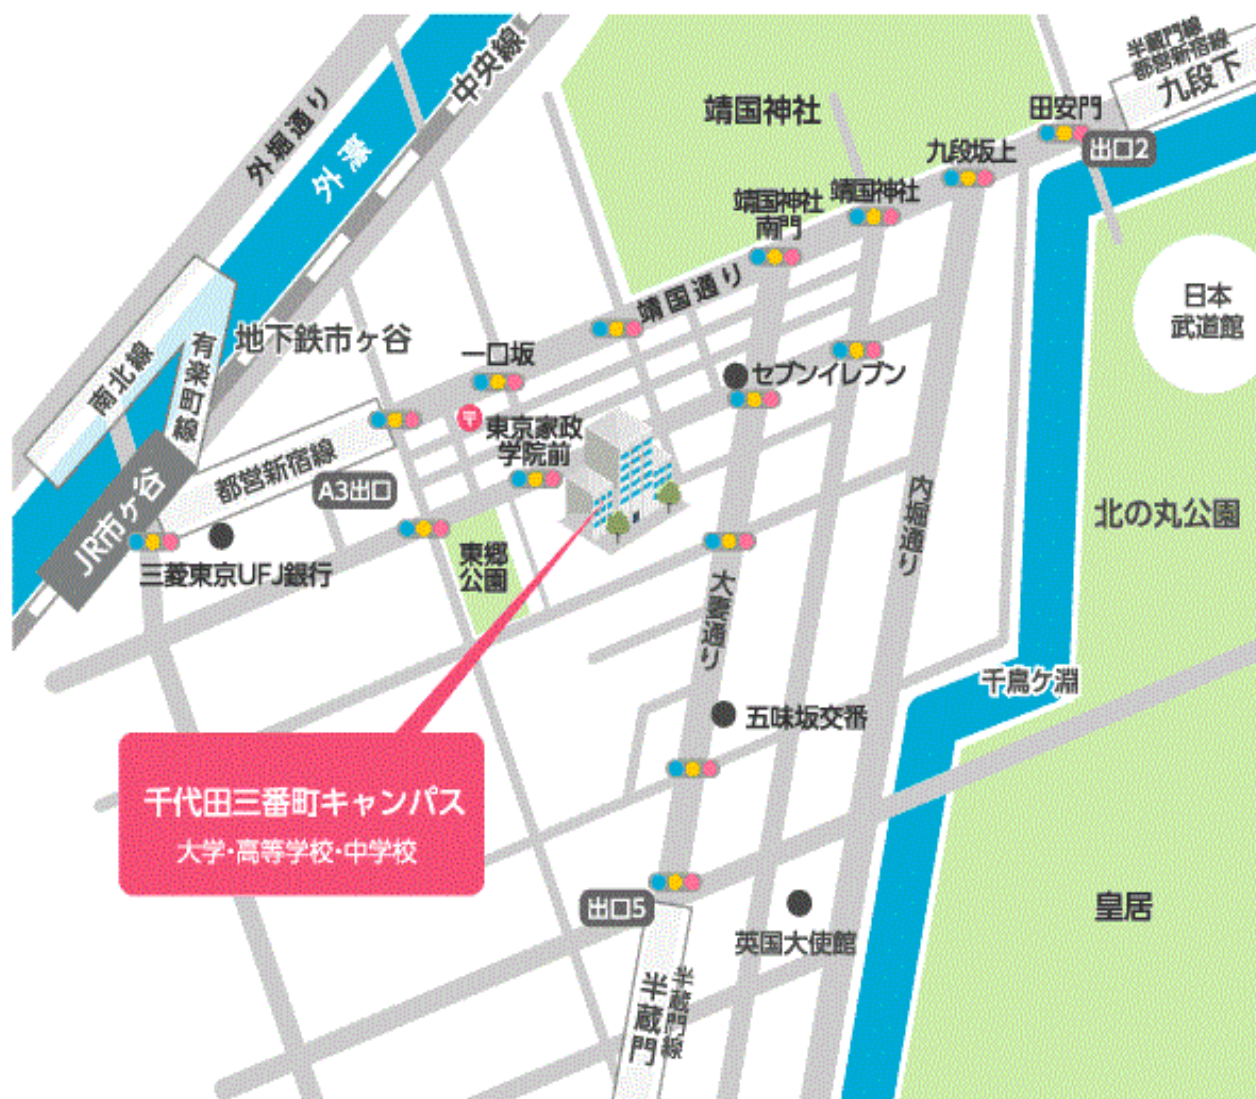 半蔵門線
都営新宿線
九段下
中央線
外堀通り
外濠
靖国神社
田安門
出口2
九段坂上
靖国神社
靖国神社
南門
日本
武道館
靖国通り
地下鉄市ヶ谷
有楽町線
南北線
一口坂
セブンイレブン
〒
東京家政
学院前
都営新宿線
A3出口
JR市ヶ谷
内堀通り
北の丸公園
三菱東京UFJ銀行
東郷
公園
大妻通り
千鳥ケ淵
五味坂交番
千代田三番町キャンパス
大学・高等学校・中学校
出口5
英国大使館
皇居
半蔵門
半蔵門線